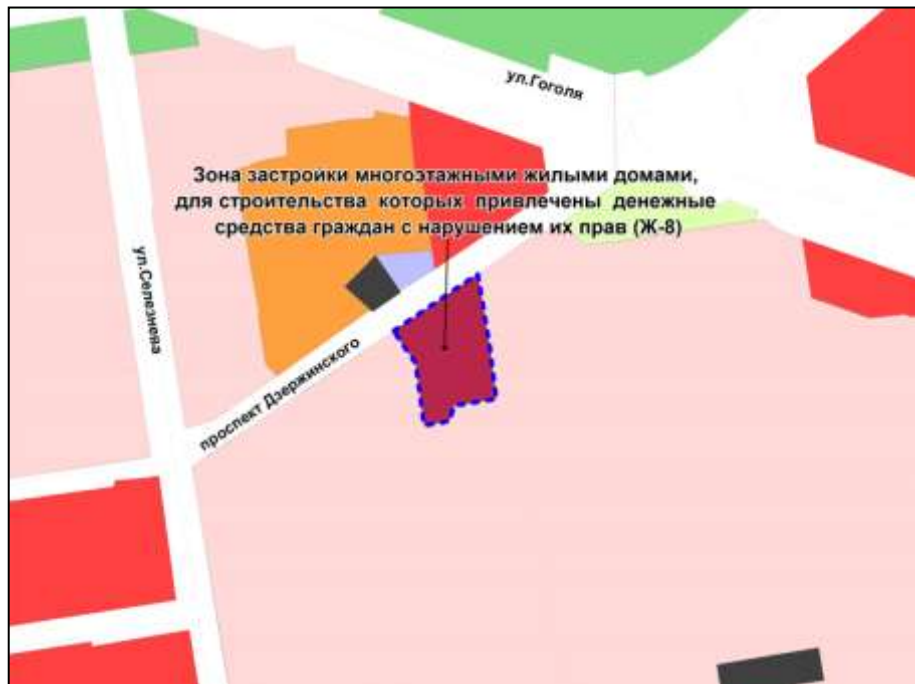 ул.Гоголя
Зона застройки многоэтажными жилыми домами,
для строительства которых привлечены денежные
средства граждан с нарушением их прав (Ж-8)
ул.Селезнева
проспект Дзержинского